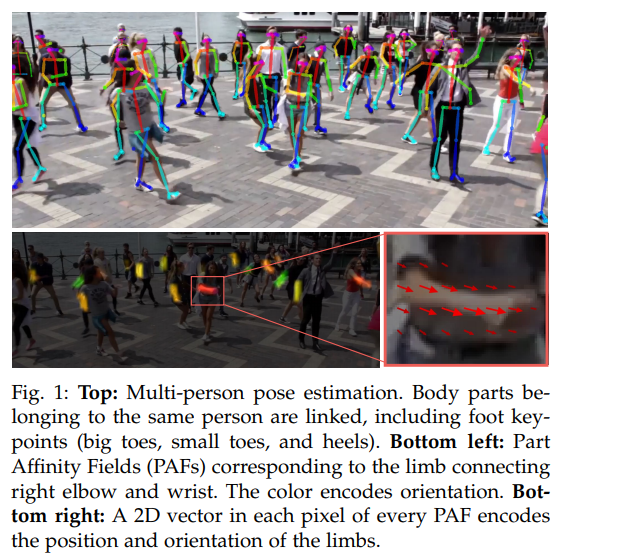 Fig. 1: Top: Multi-person pose estimation. Body parts be-
longing to the same person are linked, including foot key-
points (big toes, small toes, and heels). Bottom left: Part
Affinity Fields (PAFs) corresponding to the limb connecting
right elbow and wrist. The color encodes orientation. Bot-
tom right: A 2D vector in each pixel of every PAF encodes
the position and orientation of the limbs.